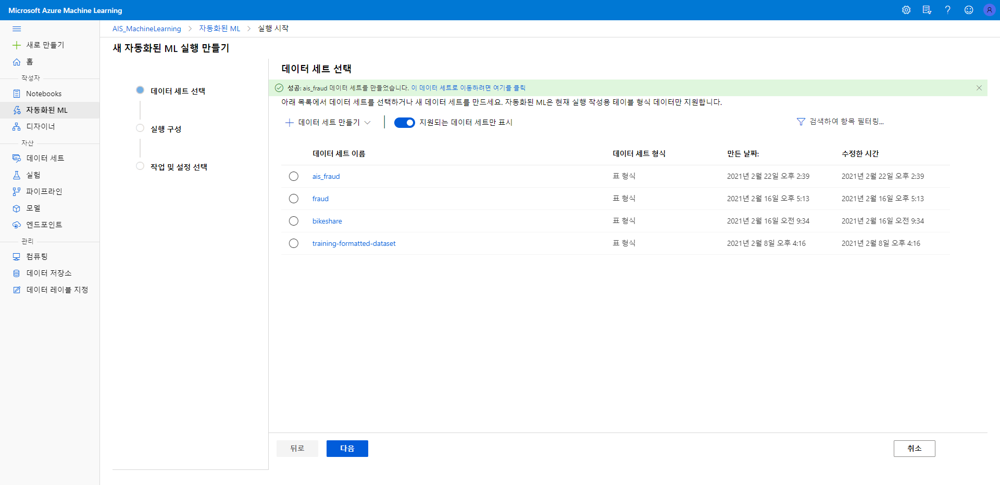 Microsoft Azure Machine Learning
AIS_MachineLearning > 자동화된 ML > 실행 시작
새로 만들기
홈
작성자
Notebooks
자동화된 ML
디자이너
자산
데이터 세트
실험
파이프라인
모델
엔드포인트
관리
컴퓨팅
데이터 저장소
데이터 레이블 지정
새 자동화된 ML 실행 만들기
데이터 세트 선택
실행 구성
작업 및 설정 선택
데이터 세트 선택
성공: ais_fraud 데이터 세트를 만들었습니다. 이 데이터 세트로 이동하려면 여기를 클릭
아래 목록에서 데이터 세트를 선택하거나 새 데이터 세트를 만드세요. 자동화된 ML은 현재 실행 작성용 테이블 형식 데이터만 지원합니다.
데이터 세트 만들기 지원되는 데이터 세트만 표시 검색하여 항목 필터링...
데이터 세트 이름 데이터 세트 형식 만든 날짜: 수정한 시간
ais_fraud 표 형식 2021년 2월 22일 오후 2:39 2021년 2월 22일 오후 2:39
fraud 표 형식 2021년 2월 16일 오후 5:13 2021년 2월 16일 오후 5:13
bikeshare 표 형식 2021년 2월 16일 오전 9:34 2021년 2월 16일 오전 9:34
training-formatted-dataset 표 형식 2021년 2월 8일 오후 4:16 2021년 2월 8일 오후 4:16
뒤로 다음 취소